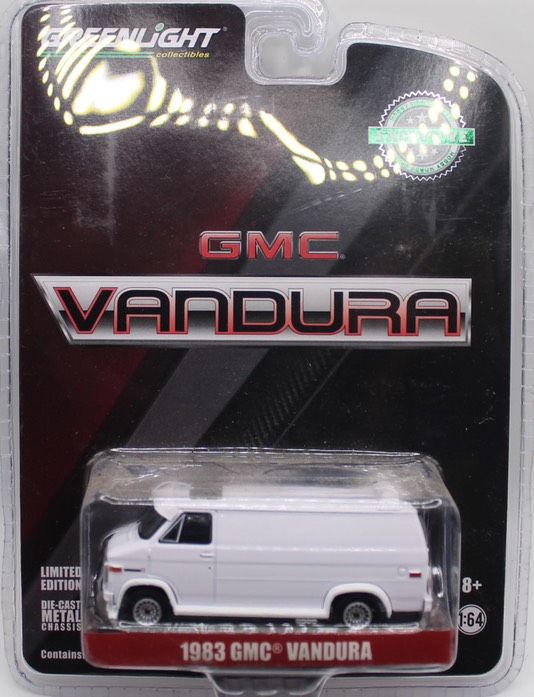 GREENLIGHT
collectibles
GMC®
VANDURA
LIMITED
EDITION
DIE-CAST
METAL
CHASSIS
Contains:
8+
1:64
1983 GMC® VANDURA